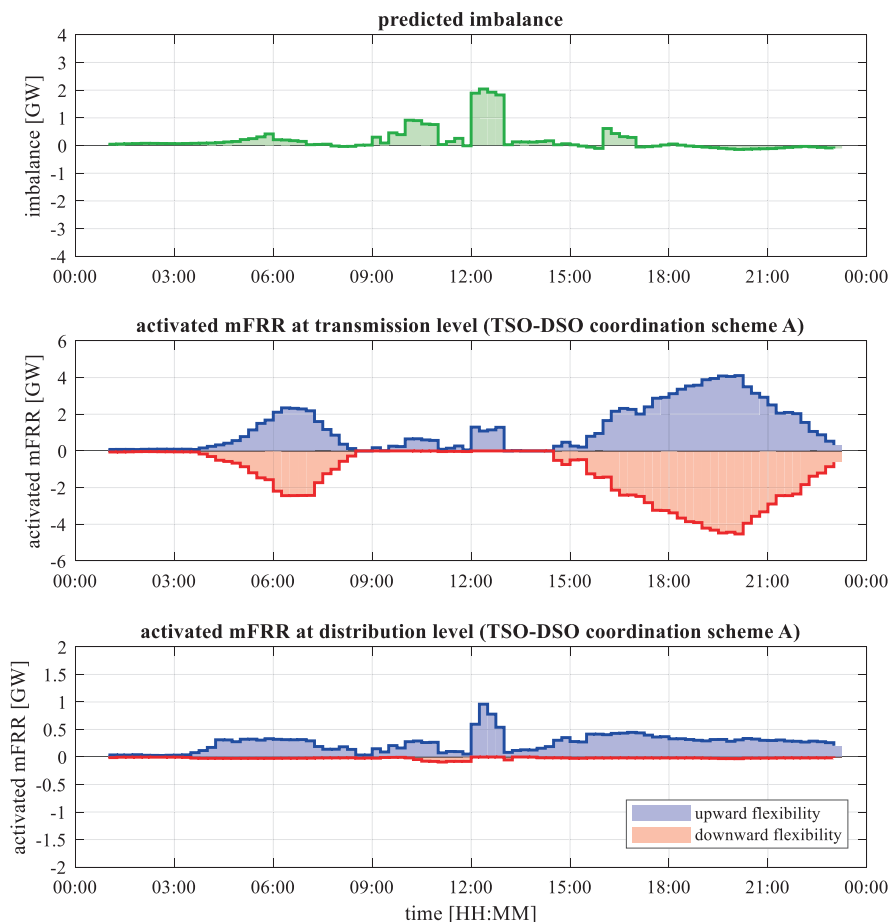 predicted imbalance
imbalance [GW]
4
3
2
1
0
-1
-2
-3
-4
00:00 03:00 06:00 09:00 12:00 15:00 18:00 21:00 00:00
activated mFRR at transmission level (TSO-DSO coordination scheme A)
activated mFRR [GW]
6
4
2
0
-2
-4
-6
00:00 03:00 06:00 09:00 12:00 15:00 18:00 21:00 00:00
activated mFRR at distribution level (TSO-DSO coordination scheme A)
activated mFRR [GW]
2
1.5
1
0.5
0
-0.5
-1
-1.5
-2
upward flexibility
downward flexibility
00:00 03:00 06:00 09:00 12:00 15:00 18:00 21:00 00:00
time [HH:MM]